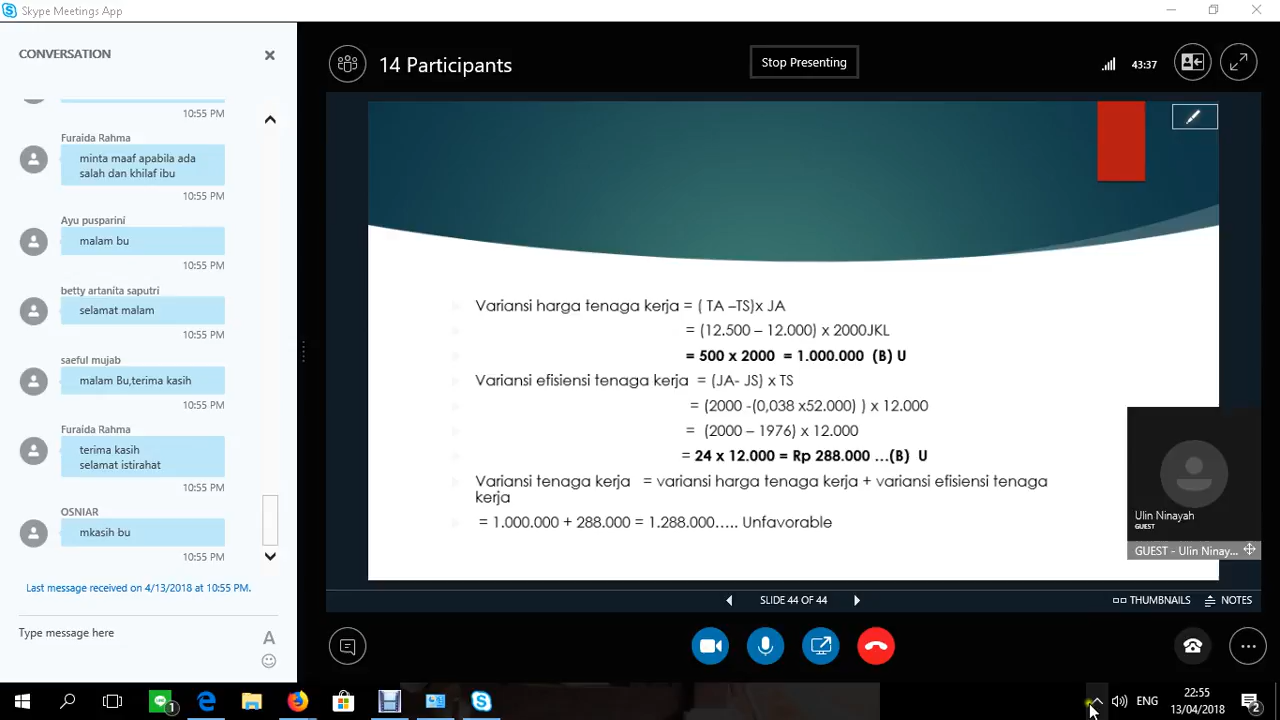 Skype Meetings App
CONVERSATION
10:55 PM
Furaida Rahma
minta maaf apabila ada
salah dan khilaf ibu
10:55 PM
Ayu pusparini
malam bu
10:55 PM
betty artanita saputri
selamat malam
10:55 PM
saeful mujab
malam Bu,terima kasih
10:55 PM
Furaida Rahma
terima kasih
selamat istirahat
10:55 PM
OSNIAR
mkasih bu
10:55 PM
Last message received on 4/13/2018 at 10:55 PM.
Type message here
A
14 Participants
Stop Presenting
43:37
Variansi harga tenaga kerja = ( TA –TS)x JA
= (12.500 – 12.000) x 2000JKL
= 500 x 2000 = 1.000.000 (B) U
Variansi efisiensi tenaga kerja = (JA- JS) x TS
= (2000 -(0,038 x52.000) ) x 12.000
= (2000 – 1976) x 12.000
= 24 x 12.000 = Rp 288.000 ...(B) U
Variansi tenaga kerja = variansi harga tenaga kerja + variansi efisiensi tenaga
kerja
= 1.000.000 + 288.000 = 1.288.000..... Unfavorable
Ulin Ninayah
GUEST
GUEST - Ulin Ninay...
SLIDE 44 OF 44
THUMBNAILS
NOTES
1
ENG
22:55
13/04/2018
2